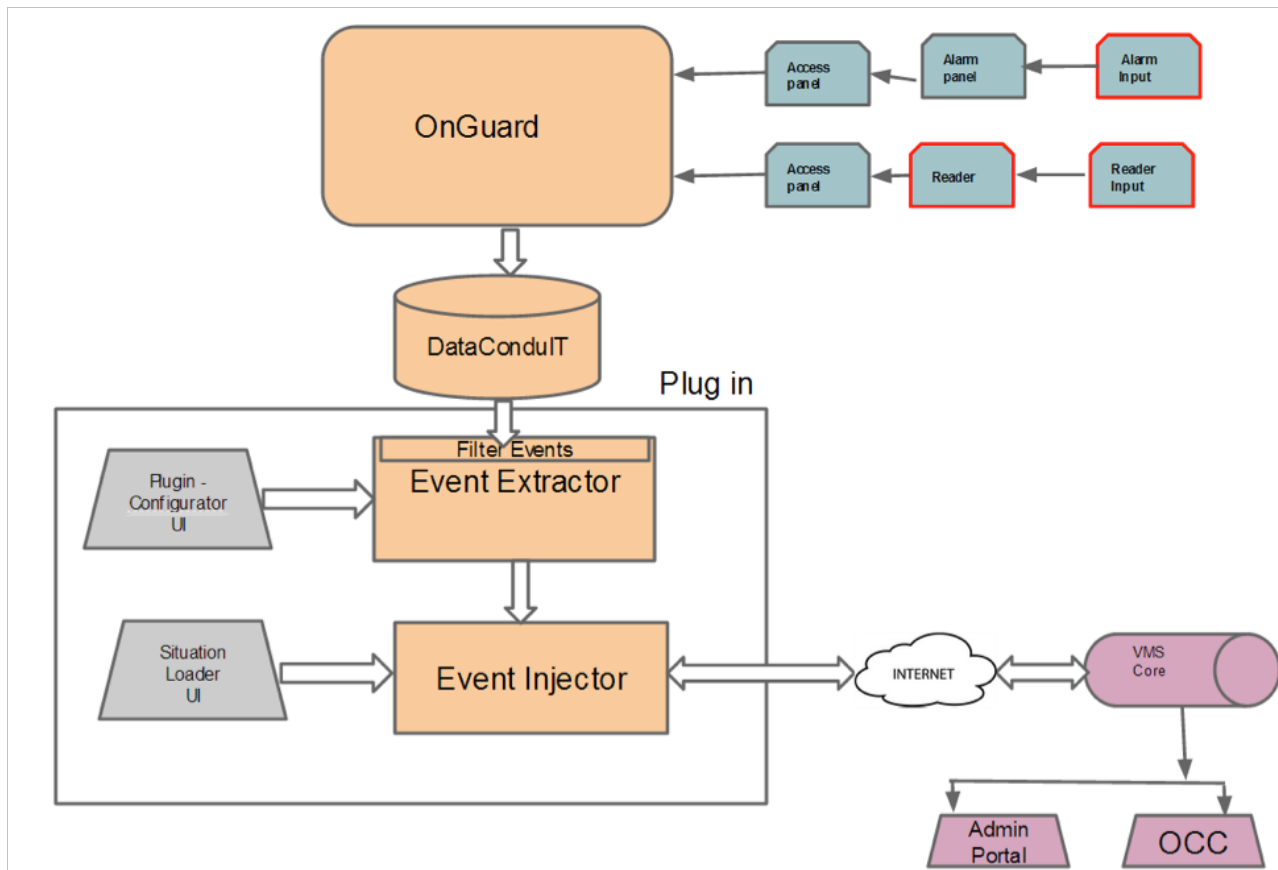 OnGuard
Access
panel
Alarm
panel
Alarm
Input
Access
panel
Reader
Reader
Input
DataConduIT
Plug in
Filter Events
Event Extractor
Plugin -
Configurator
UI
Situation
Loader
UI
Event Injector
INTERNET
VMS
Core
Admin
Portal
OCC